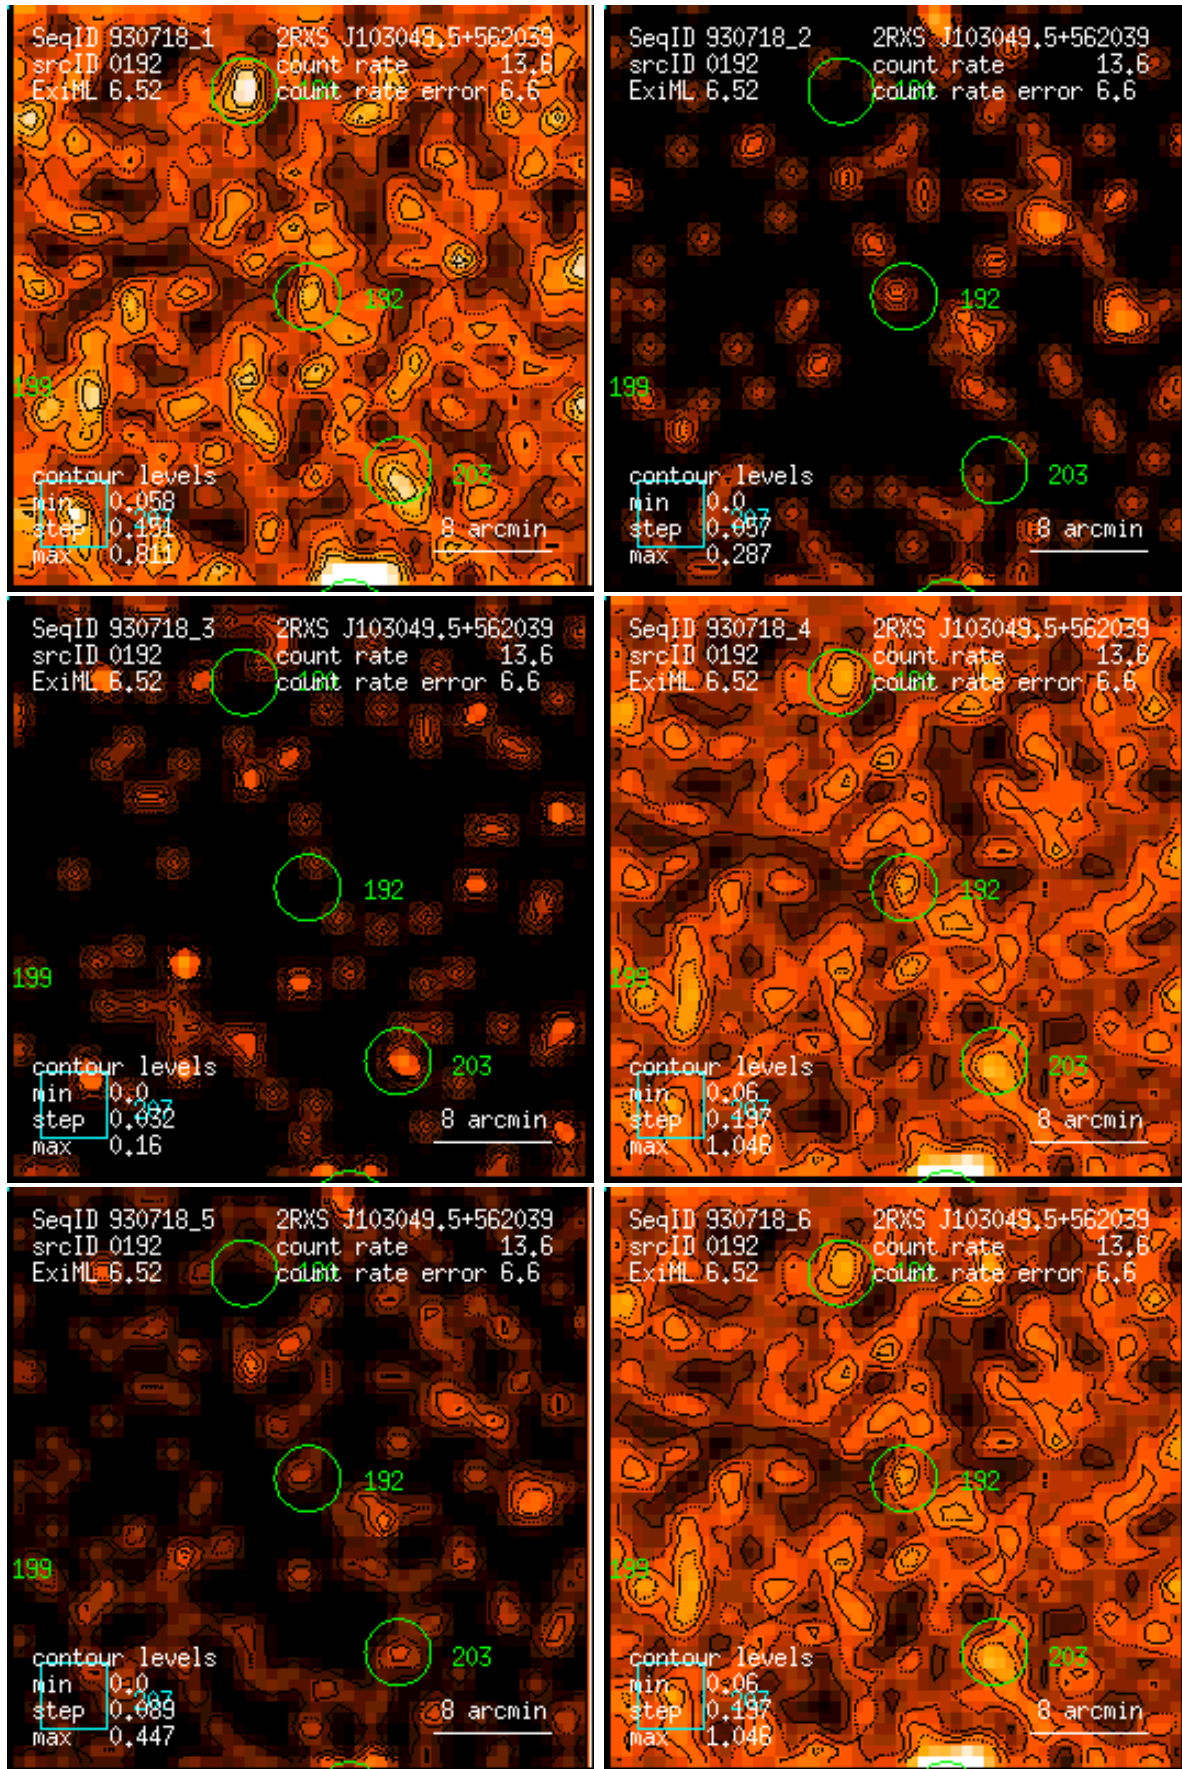 SeqID 930718_1 2RXS J103049.5+562039
srcID 0192 count rate 13.6
ExiML 6.52 count rate error 6.6
192
199
203
contour levels
min 0.058
step 0.151
max 0.811
207
8 arcmin
SeqID 930718_2 2RXS J103049.5+562039
srcID 0192 count rate 13.6
ExiML 6.52 count rate error 6.6
192
199
203
contour levels
min 0.0
step 0.057
max 0.287
207
8 arcmin
SeqID 930718_3 2RXS J103049.5+562039
srcID 0192 count rate 13.6
ExiML 6.52 count rate error 6.6
192
199
203
contour levels
min 0.0
step 0.032
max 0.16
207
8 arcmin
SeqID 930718_4 2RXS J103049.5+562039
srcID 0192 count rate 13.6
ExiML 6.52 count rate error 6.6
192
199
203
contour levels
min 0.06
step 0.197
max 1.046
207
8 arcmin
SeqID 930718_5 2RXS J103049.5+562039
srcID 0192 count rate 13.6
ExiML 6.52 count rate error 6.6
192
199
203
contour levels
min 0.0
step 0.089
max 0.447
207
8 arcmin
SeqID 930718_6 2RXS J103049.5+562039
srcID 0192 count rate 13.6
ExiML 6.52 count rate error 6.6
192
199
203
contour levels
min 0.06
step 0.197
max 1.046
207
8 arcmin